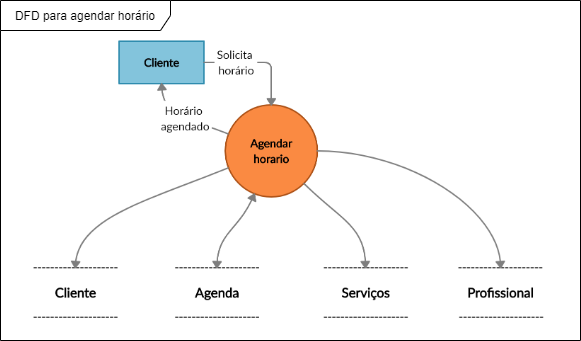 DFD para agendar horário
Cliente
Solicita
horário
Horário
agendado
Agendar
horario
Cliente
Agenda
Serviços
Profissional